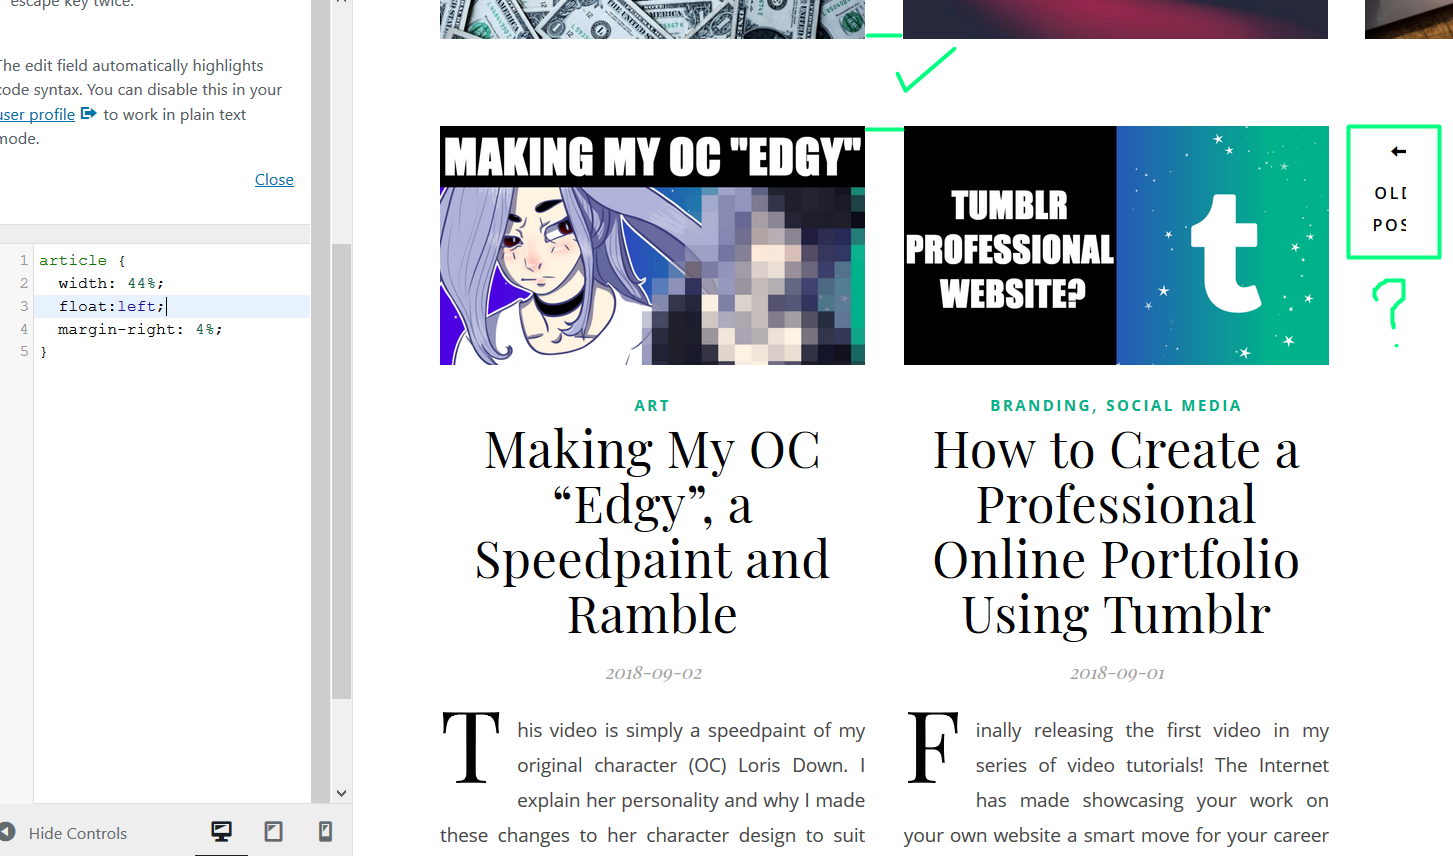 escape key twice.
The edit field automatically highlights
code syntax. You can disable this in your
user profile to work in plain text
mode.
Close
1 article {
2 width: 44%;
3 float:left;
4 margin-right: 4%;
5 }
Hide Controls
MAKING MY OC "EDGY"
ART
Making My OC
“Edgy”, a
Speedpaint and
Ramble
2018-09-02
This video is simply a speedpaint of my
original character (OC) Loris Down. I
explain her personality and why I made
these changes to her character design to suit
TUMBLR
PROFESSIONAL
WEBSITE?
t
BRANDING, SOCIAL MEDIA
How to Create a
Professional
Online Portfolio
Using Tumblr
2018-09-01
Finally releasing the first video in my
series of video tutorials! The Internet
has made showcasing your work on
your own website a smart move for your career
←
OLD
POS
?